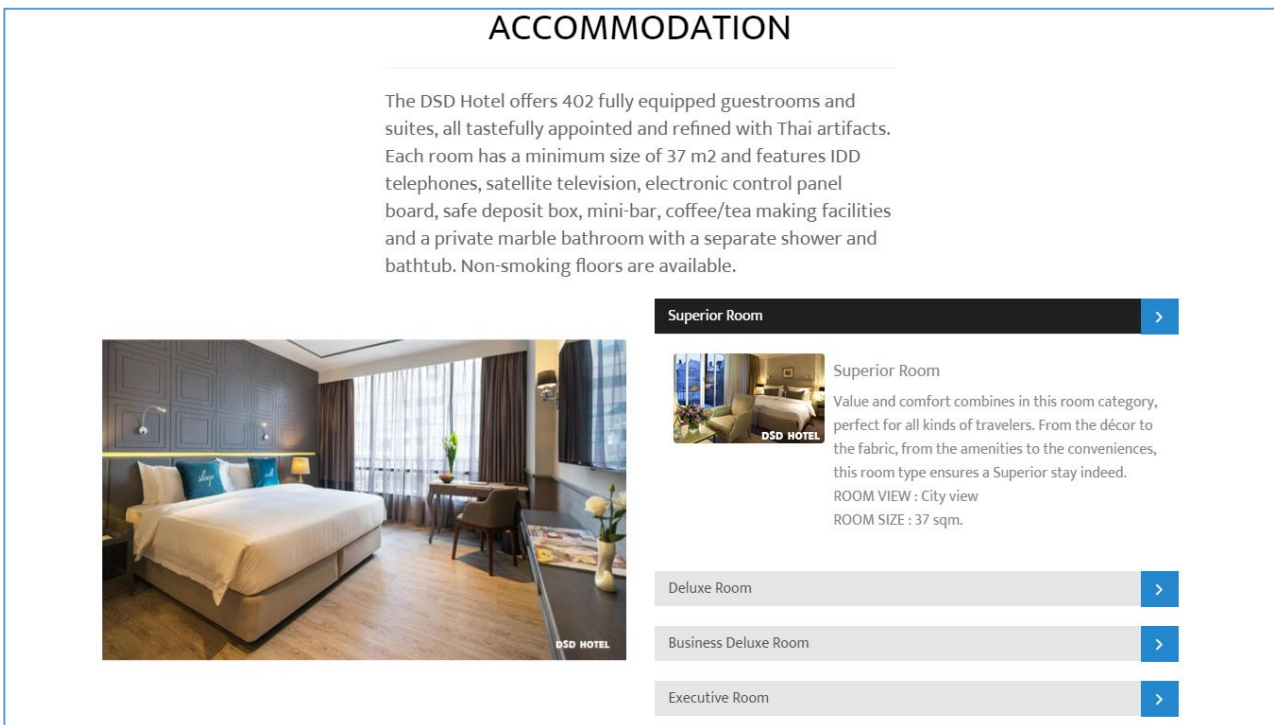 ACCOMMODATION
The DSD Hotel offers 402 fully equipped guestrooms and
suites, all tastefully appointed and refined with Thai artifacts.
Each room has a minimum size of 37 m2 and features IDD
telephones, satellite television, electronic control panel
board, safe deposit box, mini-bar, coffee/tea making facilities
and a private marble bathroom with a separate shower and
bathtub. Non-smoking floors are available.
sleep
well
DSD HOTEL
Superior Room
DSD HOTEL
Superior Room
Value and comfort combines in this room category,
perfect for all kinds of travelers. From the décor to
the fabric, from the amenities to the conveniences,
this room type ensures a Superior stay indeed.
ROOM VIEW : City view
ROOM SIZE : 37 sqm.
Deluxe Room
Business Deluxe Room
Executive Room